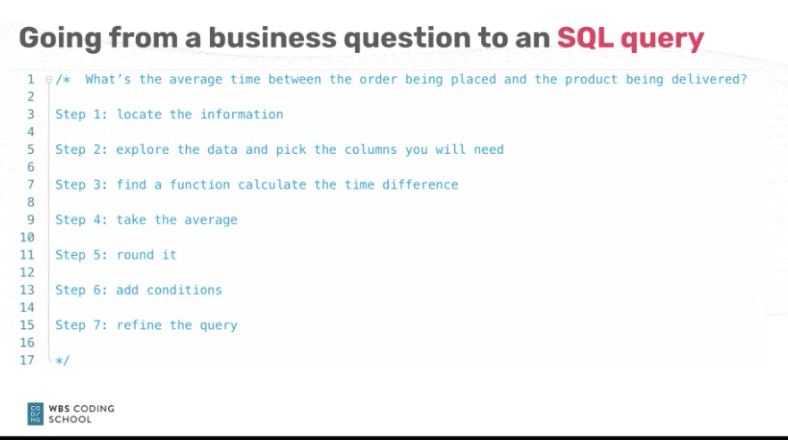 Going from a business question to an SQL query
1 /* What's the average time between the order being placed and the product being delivered?
2
3 Step 1: locate the information
4
5 Step 2: explore the data and pick the columns you will need
6
7 Step 3: find a function calculate the time difference
8
9 Step 4: take the average
10
11 Step 5: round it
12
13 Step 6: add conditions
14
15 Step 7: refine the query
16
17 */
CO
DI
NG
WBS CODING
SCHOOL